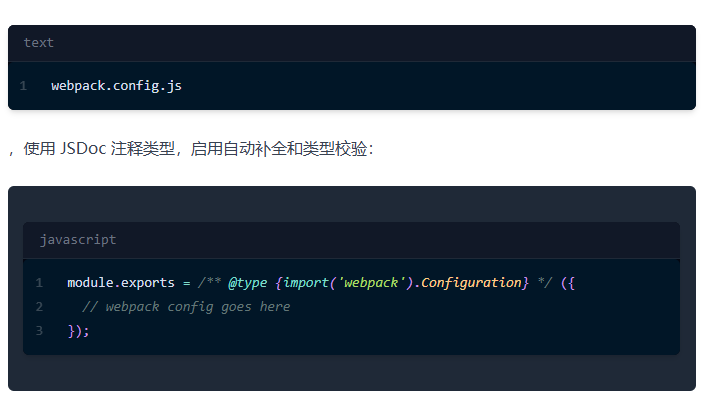 text
1 webpack.config.js
，使用 JSDoc 注释类型，启用自动补全和类型校验：
javascript
1 module.exports = /** @type {import('webpack').Configuration} */ ({
2   // webpack config goes here
3 });